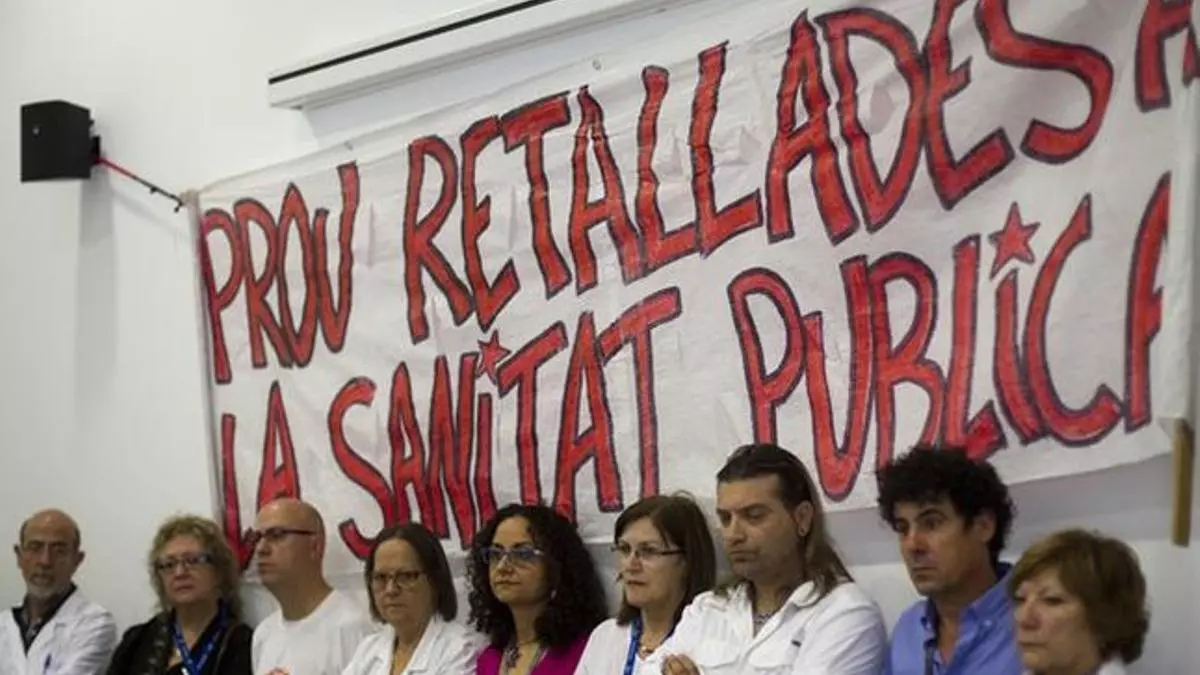 PROU RETALLADES A
LA SANiTAT PUBLiCA